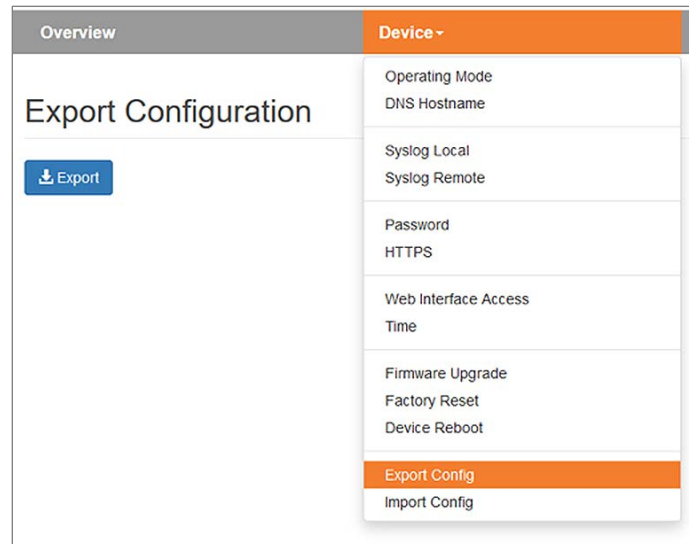 Overview
Device
Export Configuration
Export
Operating Mode
DNS Hostname
Syslog Local
Syslog Remote
Password
HTTPS
Web Interface Access
Time
Firmware Upgrade
Factory Reset
Device Reboot
Export Config
Import Config